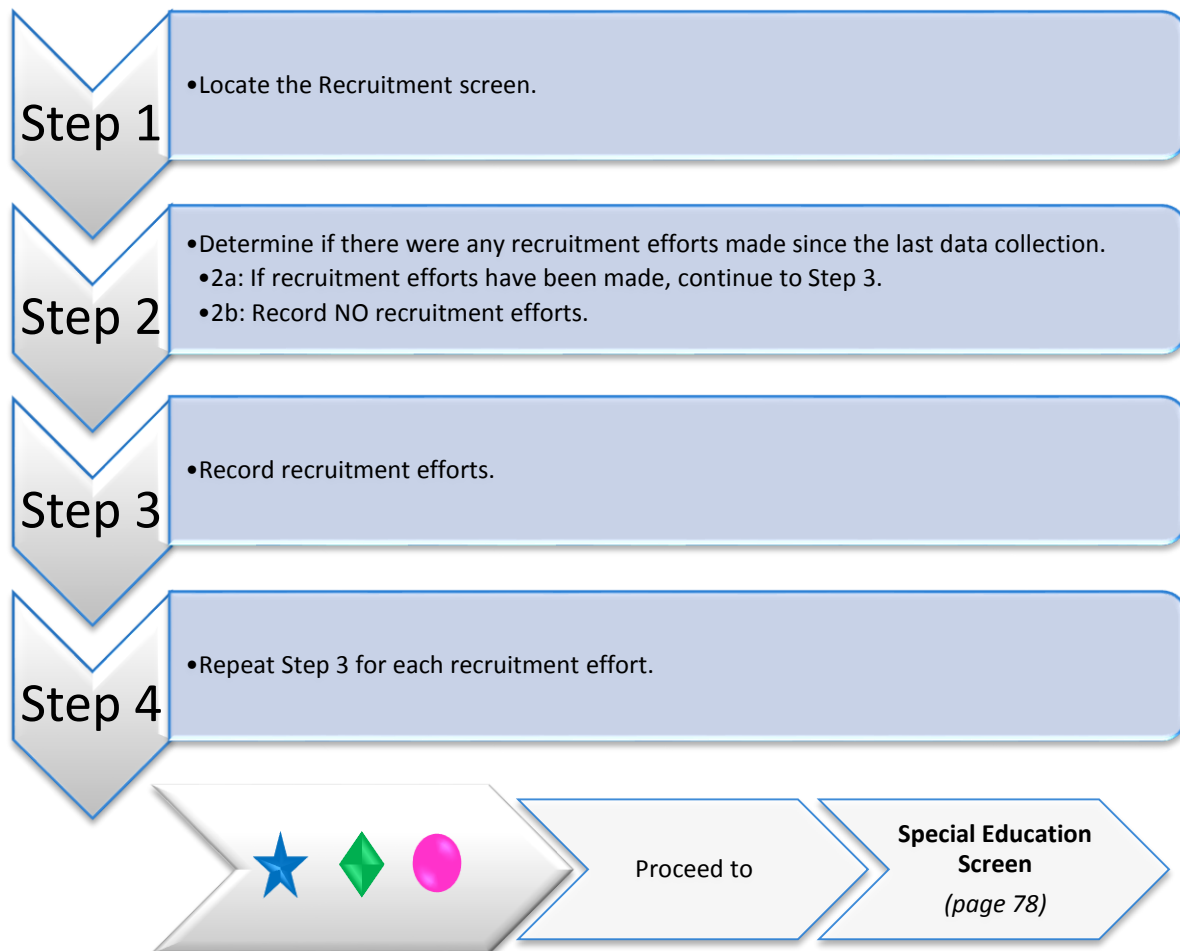 Step 1
•Locate the Recruitment screen.
Step 2
•Determine if there were any recruitment efforts made since the last data collection.
•2a: If recruitment efforts have been made, continue to Step 3.
•2b: Record NO recruitment efforts.
Step 3
•Record recruitment efforts.
Step 4
•Repeat Step 3 for each recruitment effort.
Proceed to
Special Education
Screen
(page 78)